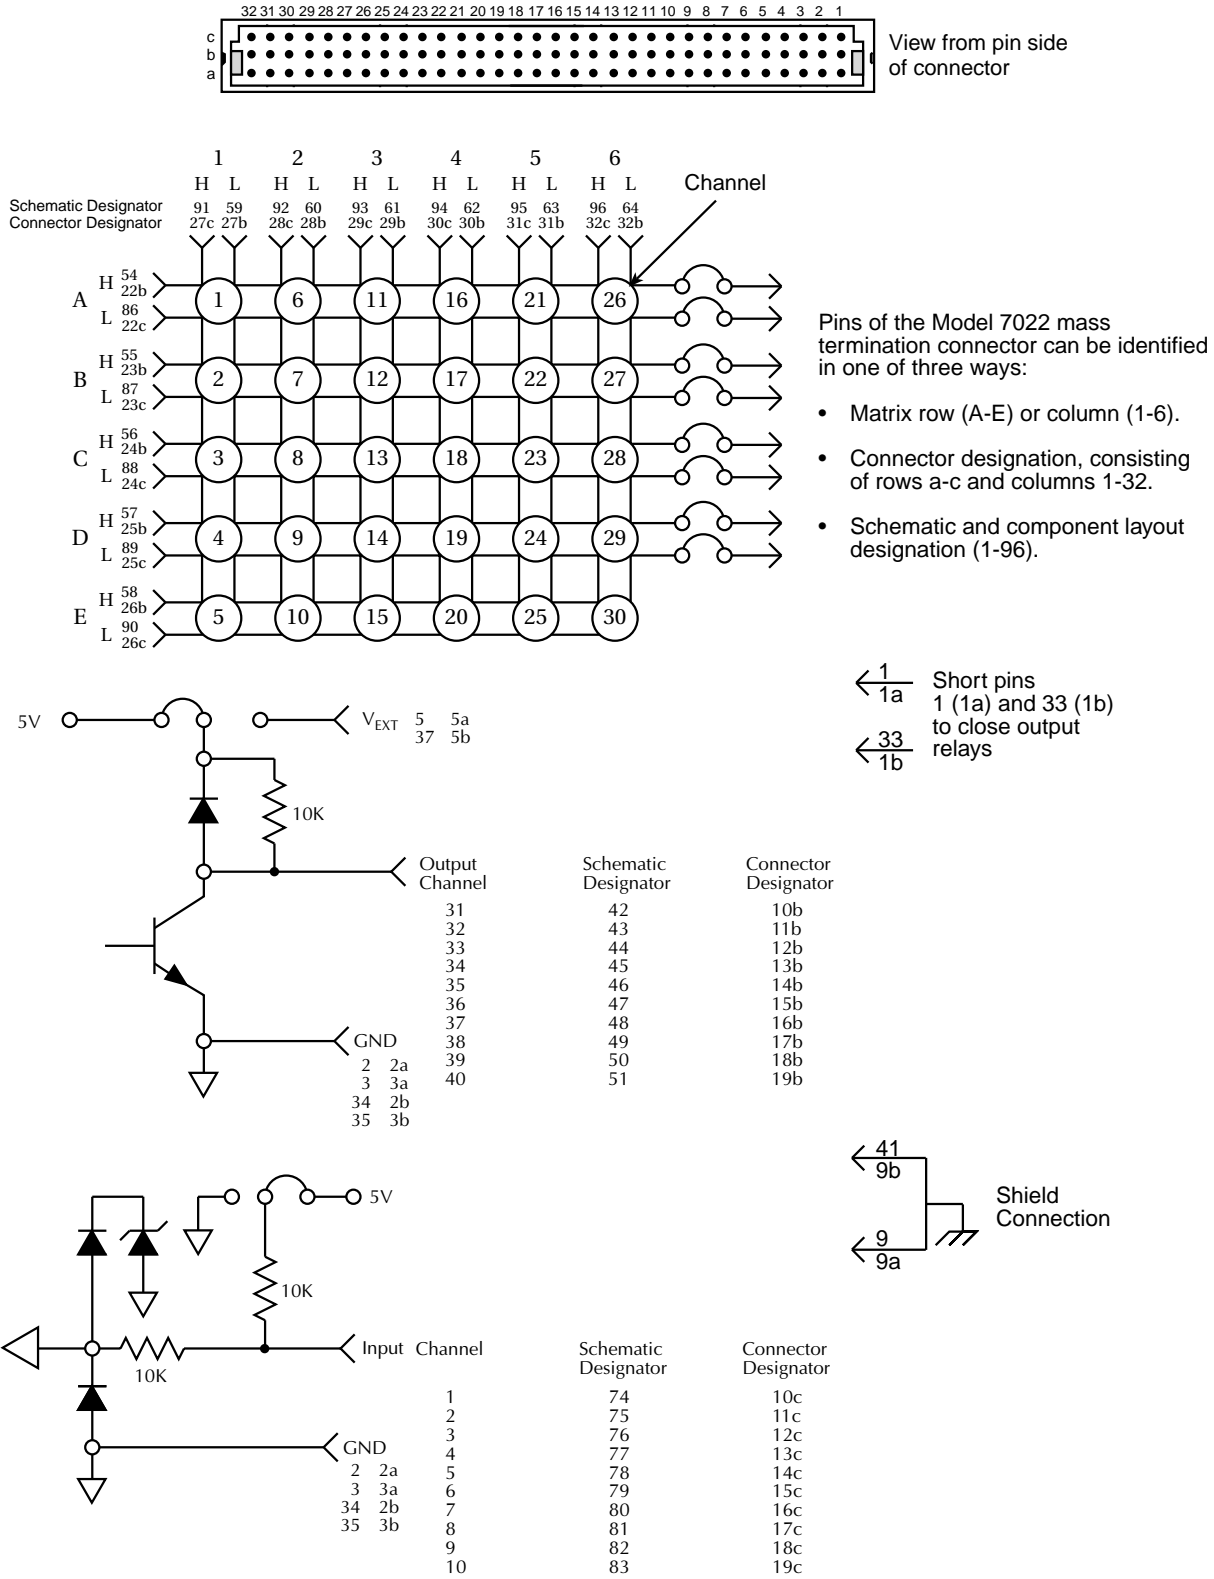 32 31 30 29 28 27 26 25 24 23 22 21 20 19 18 17 16 15 14 13 12 11 10 9 8 7 6 5 4 3 2 1
c
b
a
View from pin side
of connector
1 2 3 4 5 6
H L H L H L H L H L H L
Channel
Schematic Designator 91 59 92 60 93 61 94 62 95 63 96 64
Connector Designator 27c 27b 28c 28b 29c 29b 30c 30b 31c 31b 32c 32b
A
H 54
22b
L 86
22c
1 6 11 16 21 26
B
H 55
23b
L 87
23c
2 7 12 17 22 27
C
H 56
24b
L 88
24c
3 8 13 18 23 28
D
H 57
25b
L 89
25c
4 9 14 19 24 29
E
H 58
26b
L 90
26c
5 10 15 20 25 30
Pins of the Model 7022 mass
termination connector can be identified
in one of three ways:
• Matrix row (A-E) or column (1-6).
• Connector designation, consisting
of rows a-c and columns 1-32.
• Schematic and component layout
designation (1-96).
1
1a
33
1b
Short pins
1 (1a) and 33 (1b)
to close output
relays
5V
VEXT 5 5a
37 5b
10K
Output Channel Schematic Designator Connector Designator
31 42 10b
32 43 11b
33 44 12b
34 45 13b
35 46 14b
36 47 15b
37 48 16b
38 49 17b
39 50 18b
40 51 19b
GND
2 2a
3 3a
34 2b
35 3b
41
9b
9
9a
Shield
Connection
5V
10K
10K
Input Channel Schematic Designator Connector Designator
1 74 10c
2 75 11c
3 76 12c
4 77 13c
5 78 14c
6 79 15c
7 80 16c
8 81 17c
9 82 18c
10 83 19c
GND
2 2a
3 3a
34 2b
35 3b